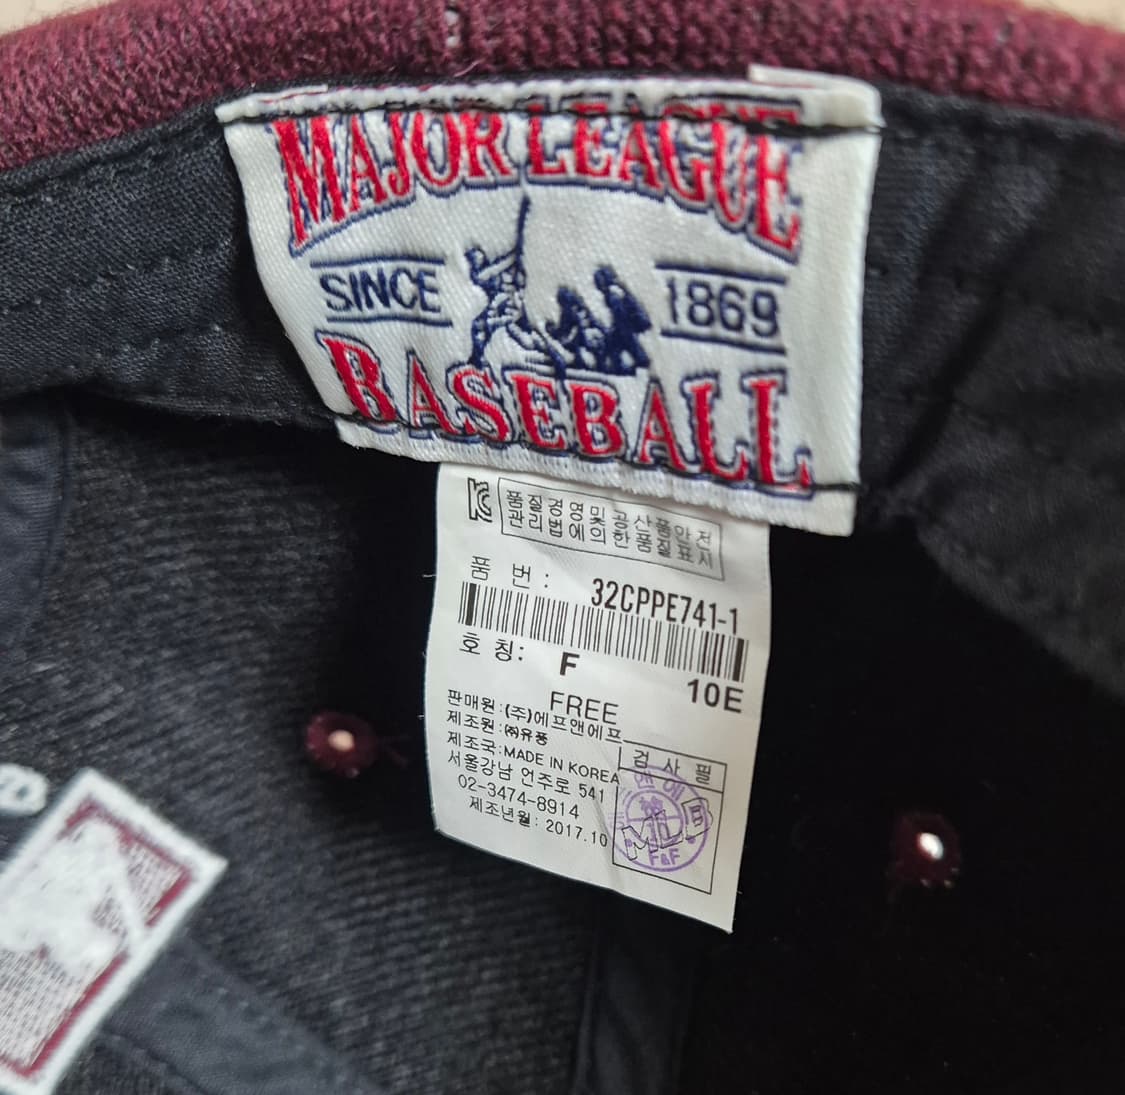 MAJOR LEAGUE
SINCE 1869
BASEBALL
품질경영및공산품안전
관리법에의한품질표시
품 번 : 32CPPE741-1
호 칭: F 10E
FREE
판매원:(주)에프앤에프
제조원:㈜유풍
제조국:MADE IN KOREA
서울강남 언주로 541
02-3474-8914
제조년월: 2017.10
검 사 필
MLB
F&F